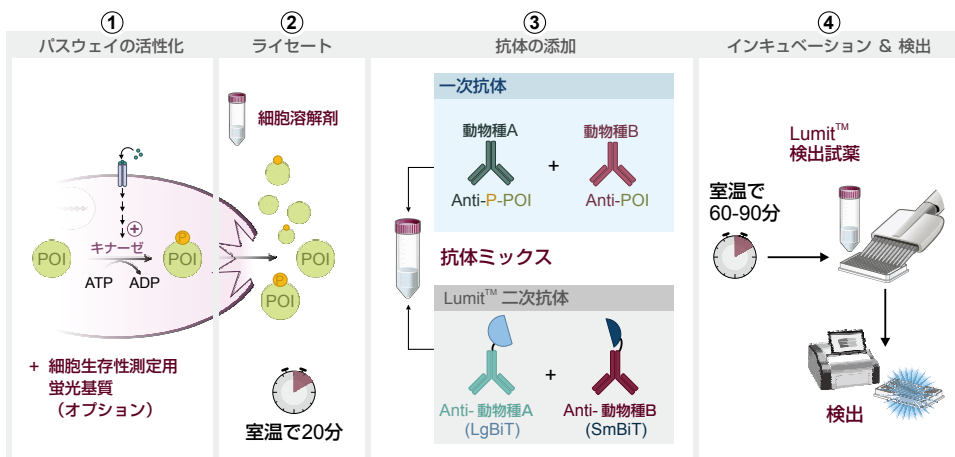 ①
パスウェイの活性化
キナーゼ
POI
P
POI
ATP
ADP
+ 細胞生存性測定用
蛍光基質
（オプション）
②
ライセート
細胞溶解剤
P
P
P
POI
POI
室温で20分
③
抗体の添加
一次抗体
動物種A
+
動物種B
Anti-P-POI
Anti-POI
抗体ミックス
Lumit™ 二次抗体
+
Anti- 動物種A
(LgBiT)
Anti- 動物種B
(SmBiT)
④
インキュベーション & 検出
Lumit™
検出試薬
室温で
60-90分
検出